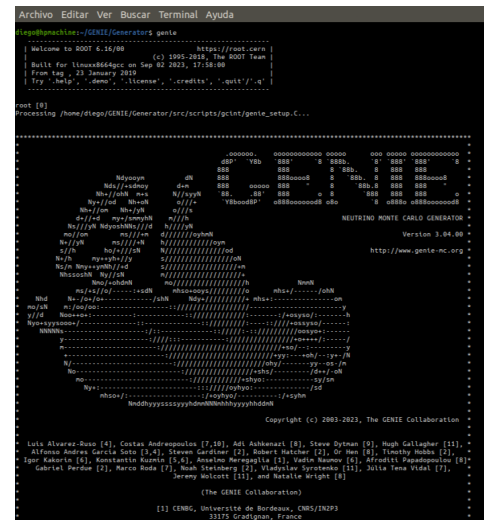 Archivo Editar Ver Buscar Terminal Ayuda
diego@hpmachine:~/GENIE/Generator$ genie
| Welcome to ROOT 6.16/00 https://root.cern |
| (c) 1995-2018, The ROOT Team |
| Built for linuxx8664gcc on Sep 02 2023, 17:58:00 |
| From tag , 23 January 2019 |
| Try '.help', '.demo', '.license', '.credits', '.quit'/'.q' |
root [0]
Processing /home/diego/GENIE/Generator/src/scripts/gcint/genie_setup.C...
NEUTRINO MONTE CARLO GENERATOR
Version 3.04.00
http://www.genie-mc.org
Copyright (c) 2003-2023, The GENIE Collaboration
Luis Alvarez-Ruso [4], Costas Andreopoulos [7,10], Adi Ashkenazi [8], Steve Dytman [9], Hugh Gallagher [11],
Alfonso Andres Garcia Soto [3,4], Steven Gardiner [2], Robert Hatcher [2], Or Hen [8], Timothy Hobbs [2],
Igor Kakorin [6], Konstantin Kuzmin [5,6], Anselmo Meregaglia [1], Vadim Naumov [6], Afroditi Papadopoulou [8]
Gabriel Perdue [2], Marco Roda [7], Noah Steinberg [2], Vladyslav Syrotenko [11], Júlia Tena Vidal [7],
Jeremy Wolcott [11], and Natalie Wright [8]
(The GENIE Collaboration)
[1] CENBG, Université de Bordeaux, CNRS/IN2P3
33175 Gradignan, France